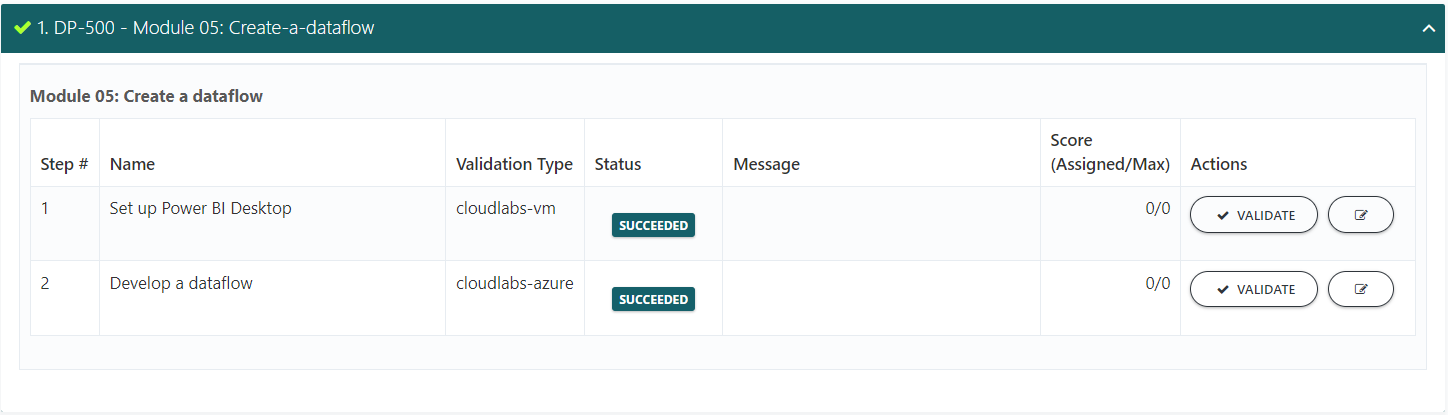 1. DP-500 - Module 05: Create-a-dataflow
Module 05: Create a dataflow
Step # Name Validation Type Status Message Score (Assigned/Max) Actions
1 Set up Power BI Desktop cloudlabs-vm SUCCEEDED 0/0 VALIDATE
2 Develop a dataflow cloudlabs-azure SUCCEEDED 0/0 VALIDATE